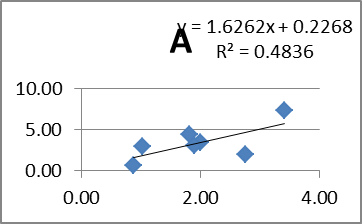 y = 1.6262x + 0.2268
A
R² = 0.4836
10.00
5.00
0.00
0.00 2.00 4.00